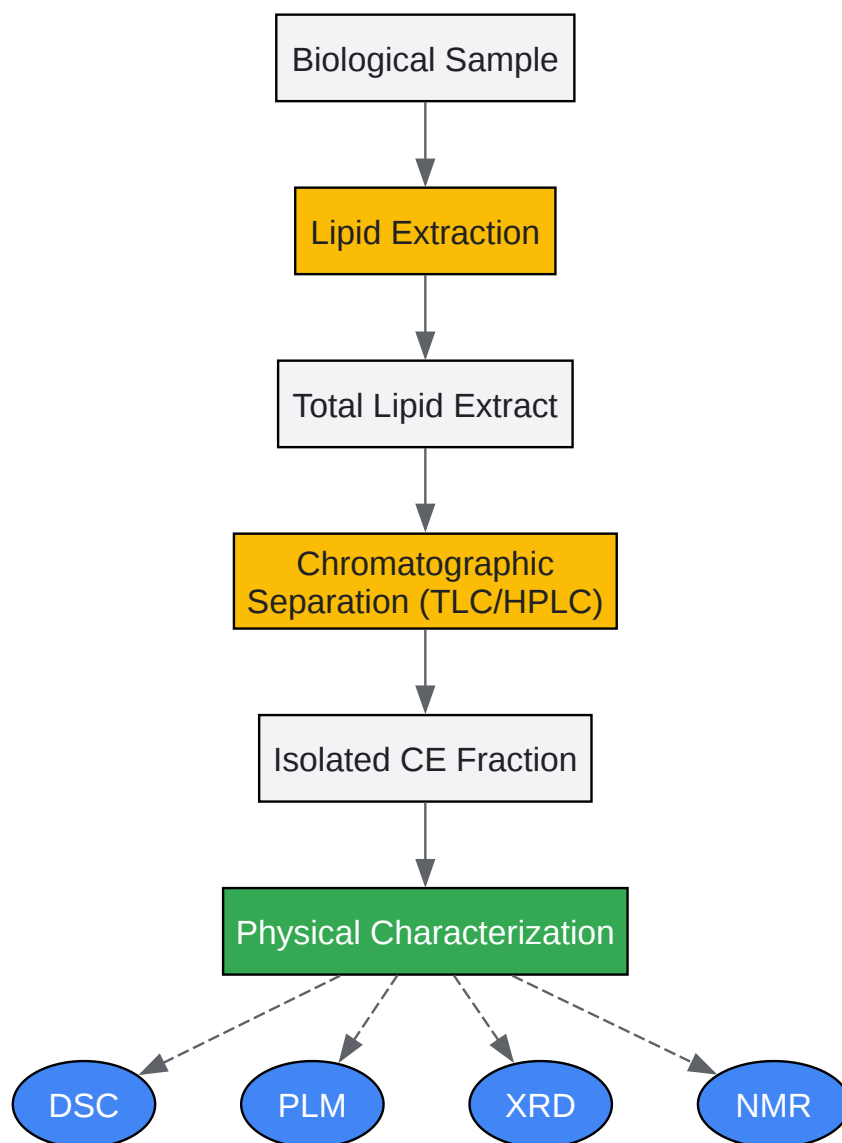 Biological Sample
Lipid Extraction
Total Lipid Extract
Chromatographic
Separation (TLC/HPLC)
Isolated CE Fraction
Physical Characterization
DSC
PLM
XRD
NMR